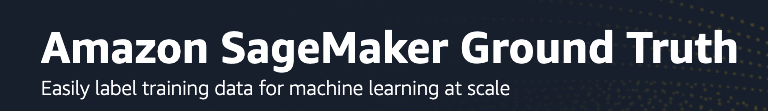 Amazon SageMaker Ground Truth
Easily label training data for machine learning at scale